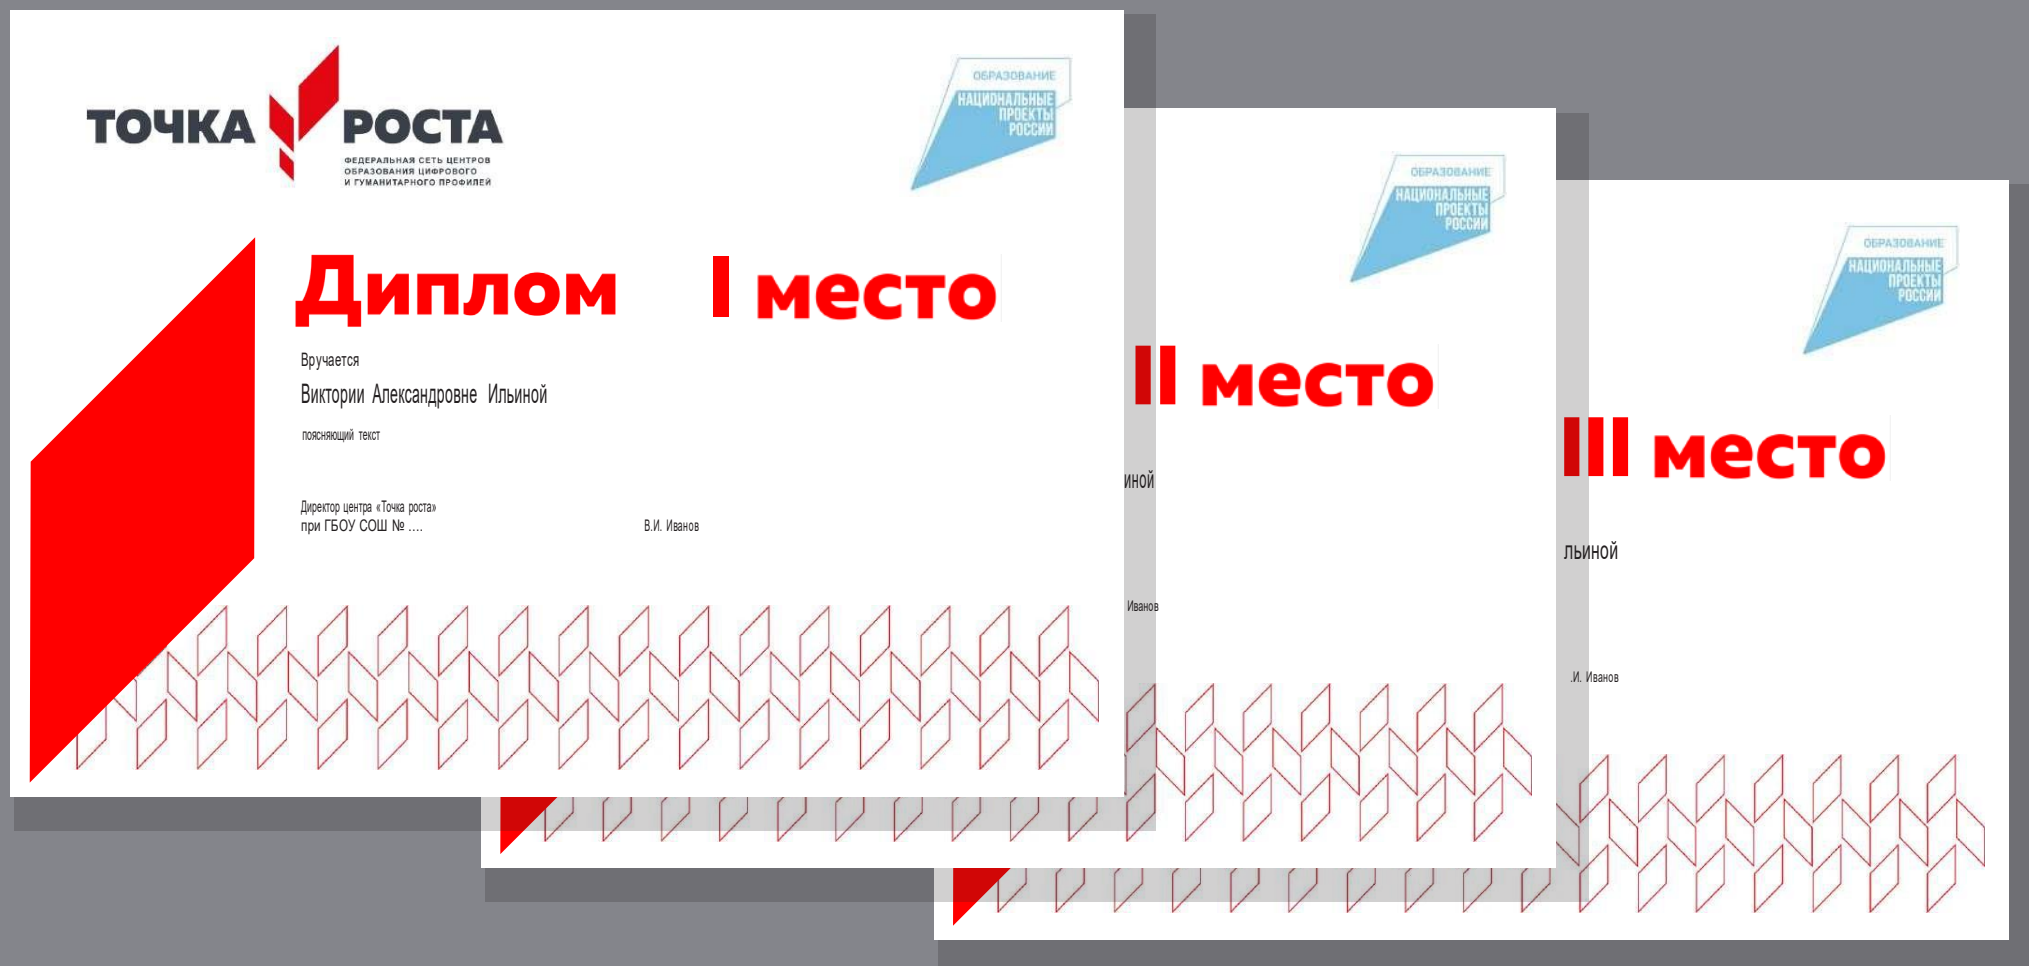 ТОЧКА РОСТА
ФЕДЕРАЛЬНАЯ СЕТЬ ЦЕНТРОВ
ОБРАЗОВАНИЯ ЦИФРОВОГО
И ГУМАНИТАРНОГО ПРОФИЛЕЙ
ОБРАЗОВАНИЕ
НАЦИОНАЛЬНЫЕ
ПРОЕКТЫ
РОССИИ
Диплом I место
Вручается
Виктории Александровне Ильиной
поясняющий текст
Директор центра «Точка роста»
при ГБОУ СОШ № ....
В.И. Иванов
ОБРАЗОВАНИЕ
НАЦИОНАЛЬНЫЕ
ПРОЕКТЫ
РОССИИ
II место
иной
Иванов
ОБРАЗОВАНИЕ
НАЦИОНАЛЬНЫЕ
ПРОЕКТЫ
РОССИИ
III место
льиной
.И. Иванов